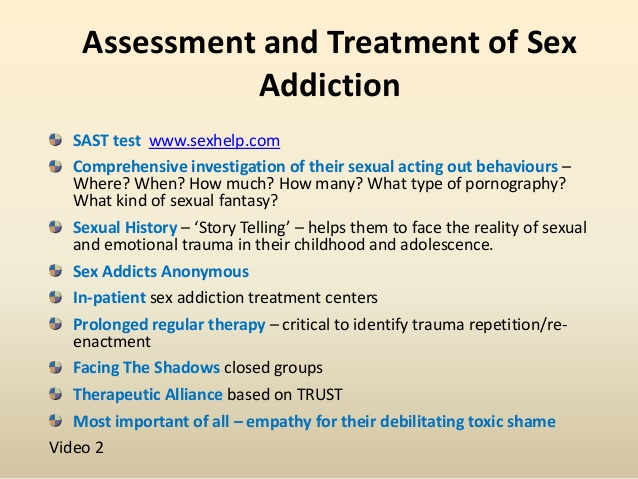 Assessment and Treatment of Sex
Addiction
SAST test www.sexhelp.com
Comprehensive investigation of their sexual acting out behaviours –
Where? When? How much? How many? What type of pornography?
What kind of sexual fantasy?
Sexual History – ‘Story Telling’ – helps them to face the reality of sexual
and emotional trauma in their childhood and adolescence.
Sex Addicts Anonymous
In-patient sex addiction treatment centers
Prolonged regular therapy – critical to identify trauma repetition/re-
enactment
Facing The Shadows closed groups
Therapeutic Alliance based on TRUST
Most important of all – empathy for their debilitating toxic shame
Video 2